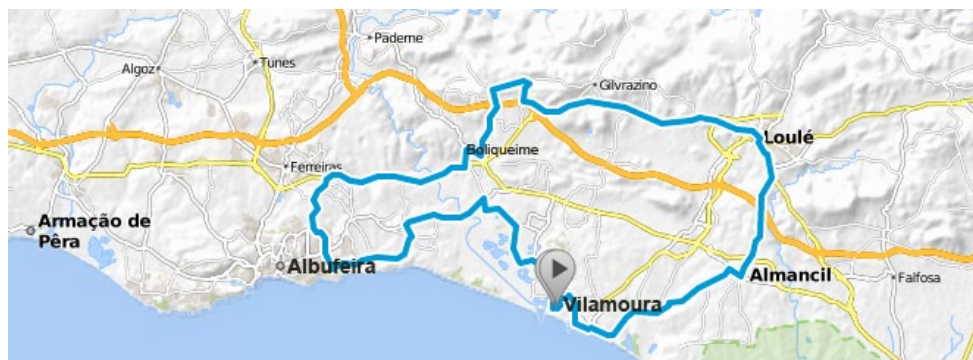 Paderne
Algoz
Tunes
Gilvrazino
Loulé
Boliqueime
Ferreiras
Armação de
Pêra
Albufeira
Almancil
Falfosa
Vilamoura